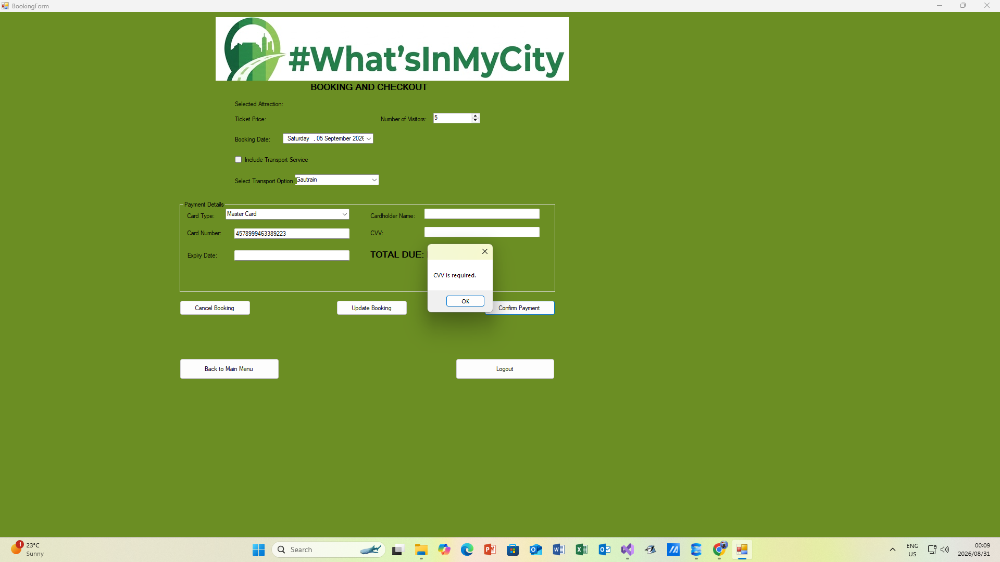 BookingForm
#What'sInMyCity
BOOKING AND CHECKOUT
Selected Attraction:
Ticket Price:
Number of Visitors:
5
Booking Date:
Saturday , 05 September 2026
Include Transport Service
Select Transport Option:
Gautrain
Payment Details
Card Type:
Master Card
Cardholder Name:
Card Number:
4578999463389223
CVV:
Expiry Date:
TOTAL DUE:
CVV is required.
OK
Cancel Booking
Update Booking
Confirm Payment
Back to Main Menu
Logout
1
23°C
Sunny
Search
ENG
US
00:09
2026/08/31